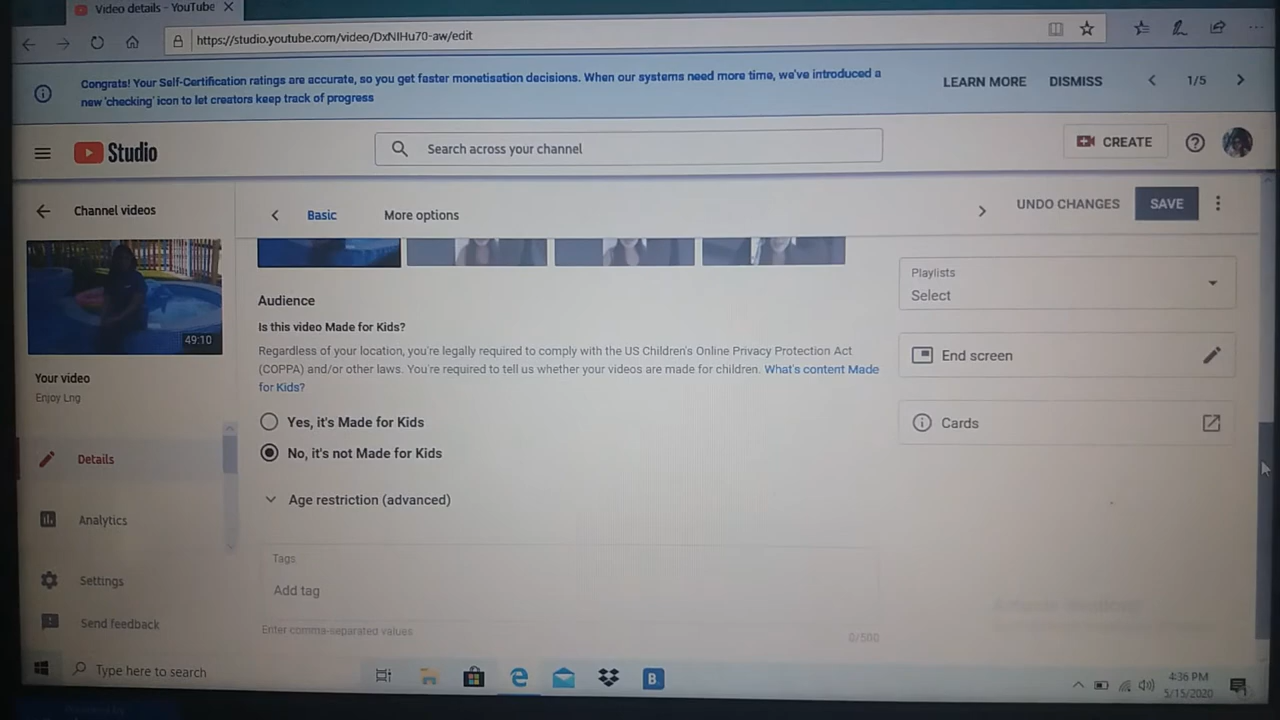 Video details - YouTube
https://studio.youtube.com/video/DxNIHu70-aw/edit
Congrats! Your Self-Certification ratings are accurate, so you get faster monetisation decisions. When our systems need more time, we've introduced a
new 'checking' icon to let creators keep track of progress
LEARN MORE DISMISS 1/5
Studio
Search across your channel
CREATE
Channel videos
Basic More options
UNDO CHANGES SAVE
49:10
Your video
Enjoy Lng
Details
Analytics
Settings
Send feedback
Audience
Is this video Made for Kids?
Regardless of your location, you're legally required to comply with the US Children's Online Privacy Protection Act
(COPPA) and/or other laws. You're required to tell us whether your videos are made for children. What's content Made
for Kids?
Yes, it's Made for Kids
No, it's not Made for Kids
Age restriction (advanced)
Tags
Add tag
Enter comma-separated values
0/500
Playlists
Select
End screen
Cards
Type here to search
B.
4:36 PM
5/15/2020